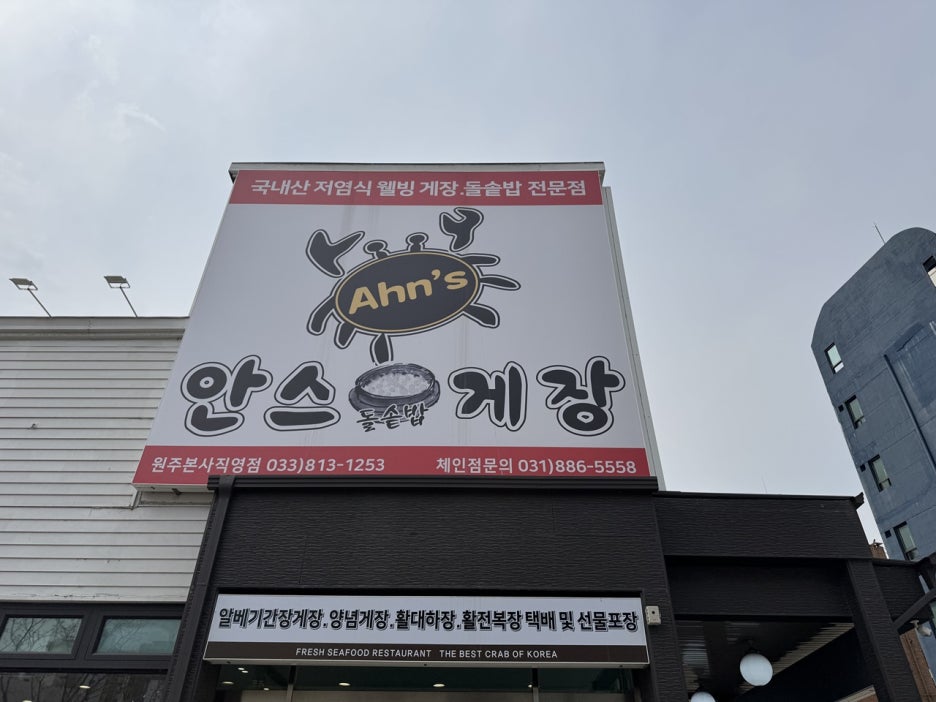 국내산 저염식 웰빙 게장.돌솥밥 전문점
Ahn's
안스 돌솥밥 게장
원주본사직영점 033)813-1253 체인점문의 031)886-5558
알베기간장게장.양념게장.활대하장.활전복장 택배 및 선물포장
FRESH SEAFOOD RESTAURANT THE BEST CRAB OF KOREA